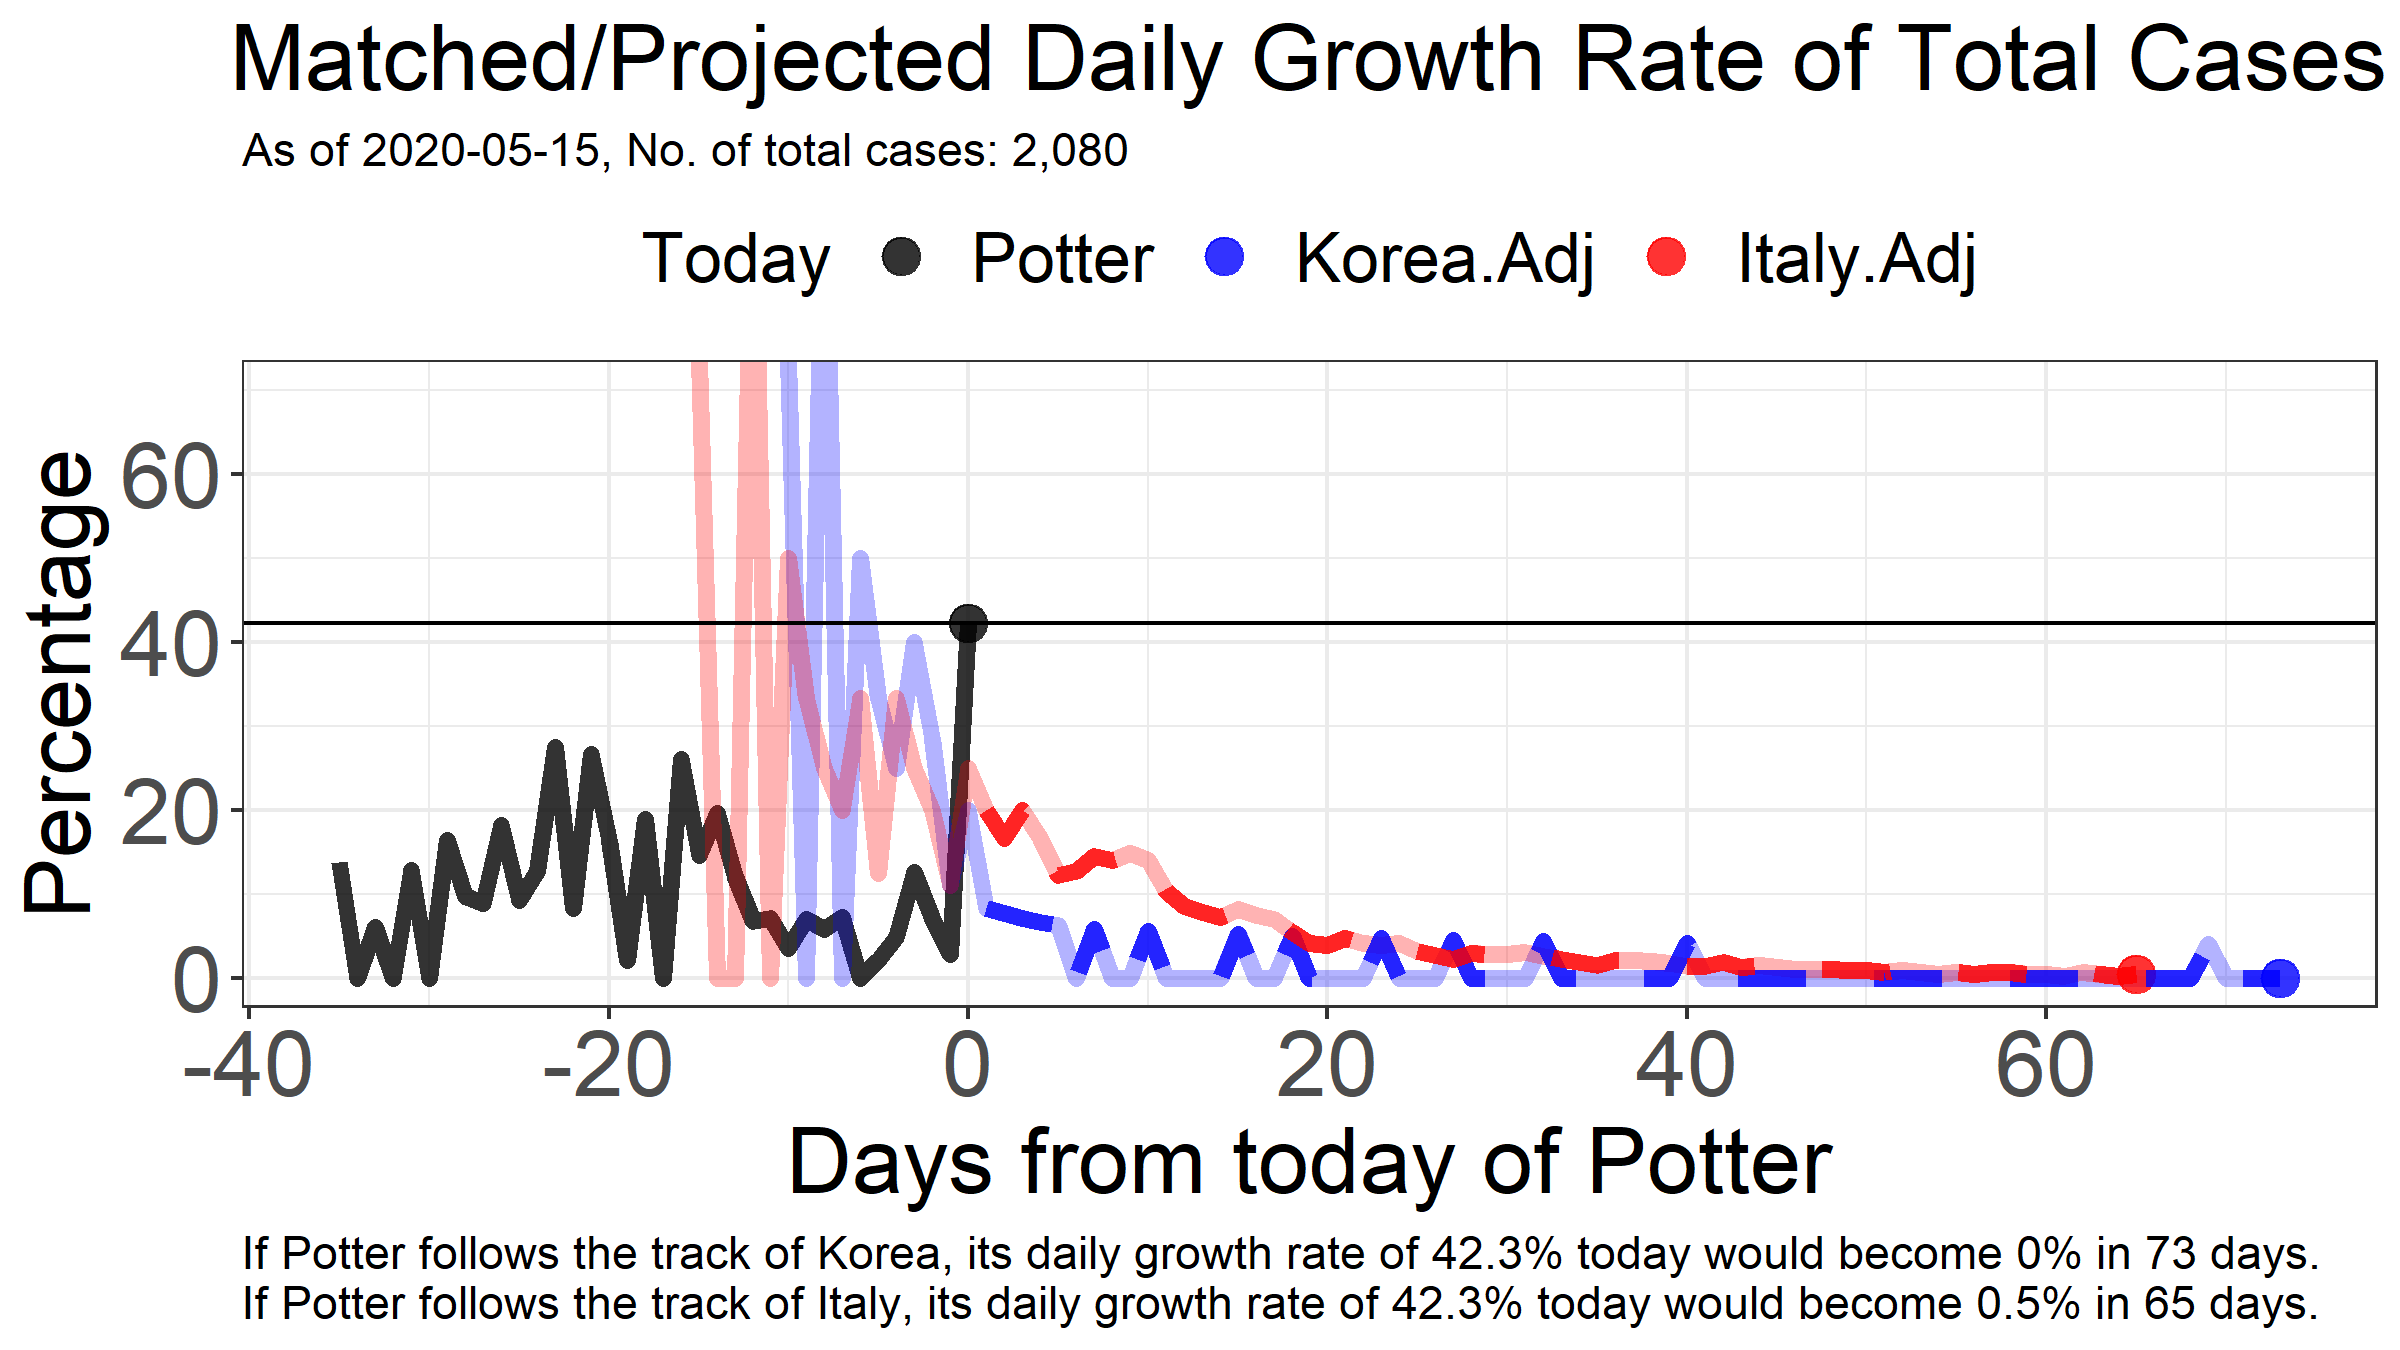 Matched/Projected Daily Growth Rate of Total Cases
As of 2020-05-15, No. of total cases: 2,080
Today Potter Korea.Adj Italy.Adj
Percentage
60
40
20
0
-40 -20 0 20 40 60
Days from today of Potter
If Potter follows the track of Korea, its daily growth rate of 42.3% today would become 0% in 73 days.
If Potter follows the track of Italy, its daily growth rate of 42.3% today would become 0.5% in 65 days.